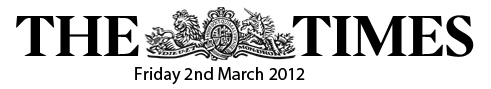 THE TIMES
Friday 2nd March 2012